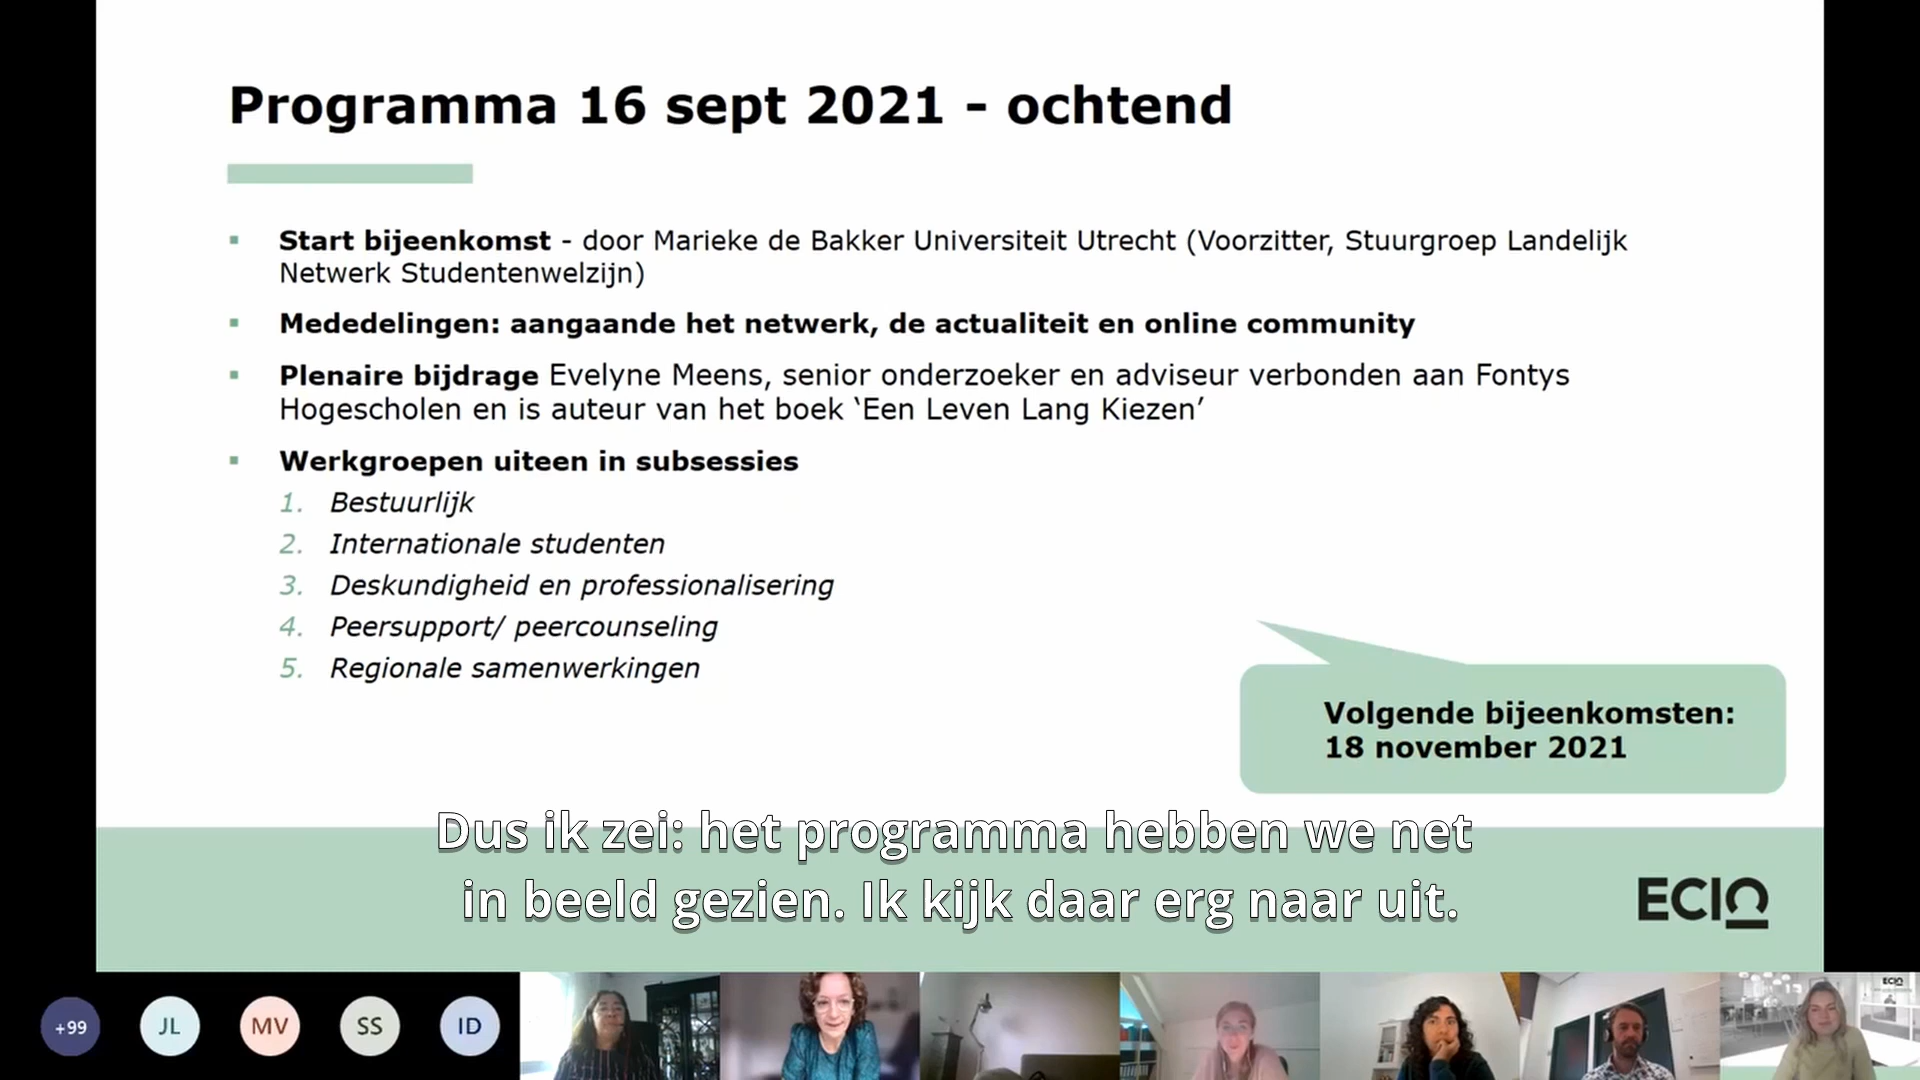 Programma 16 sept 2021 - ochtend
▪ Start bijeenkomst - door Marieke de Bakker Universiteit Utrecht (Voorzitter, Stuurgroep Landelijk
Netwerk Studentenwelzijn)
▪ Mededelingen: aangaande het netwerk, de actualiteit en online community
▪ Plenaire bijdrage Evelyne Meens, senior onderzoeker en adviseur verbonden aan Fontys
Hogescholen en is auteur van het boek ‘Een Leven Lang Kiezen’
▪ Werkgroepen uiteen in subsessies
1. Bestuurlijk
2. Internationale studenten
3. Deskundigheid en professionalisering
4. Peersupport/ peercounseling
5. Regionale samenwerkingen
Volgende bijeenkomsten:
18 november 2021
Dus ik zei: het programma hebben we net
in beeld gezien. Ik kijk daar erg naar uit.
ECIO
+99 JL MV SS ID
ECIO